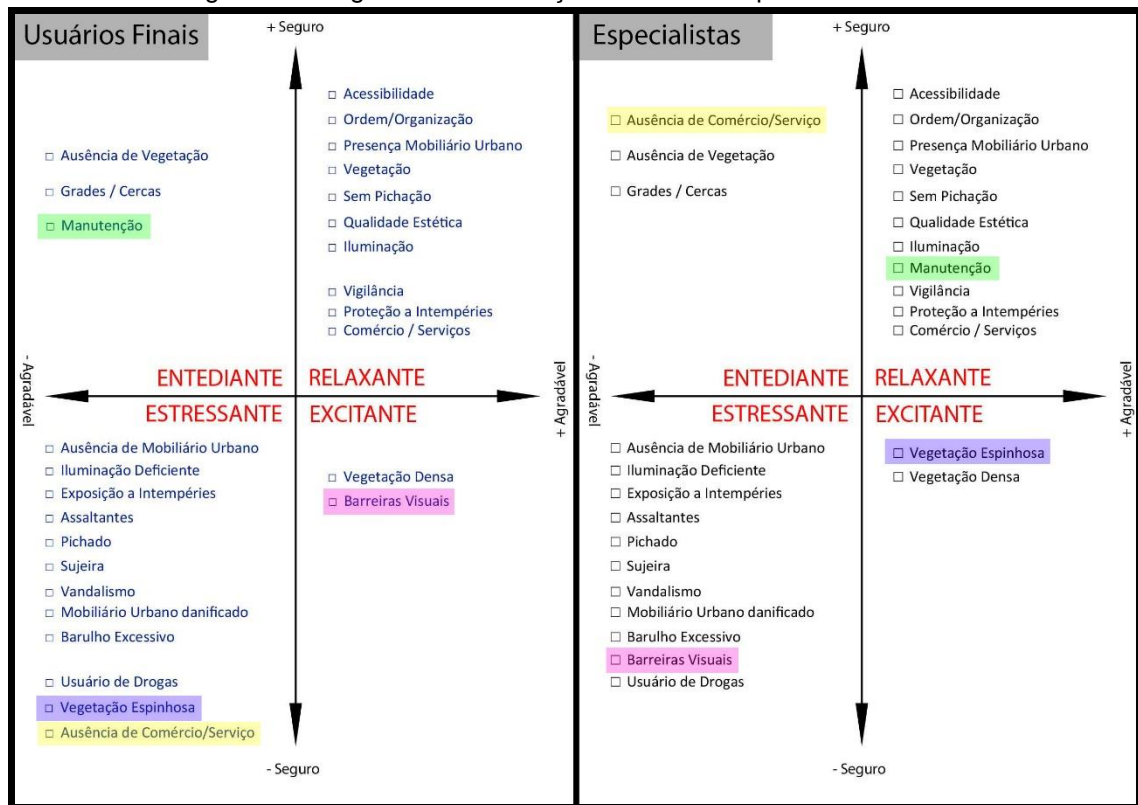 Usuários Finais
+ Seguro
□ Acessibilidade
□ Ordem/Organização
□ Presença Mobiliário Urbano
□ Ausência de Vegetação
□ Vegetação
□ Grades / Cercas
□ Sem Pichação
□ Manutenção
□ Qualidade Estética
□ Iluminação
□ Vigilância
□ Proteção a Intempéries
□ Comércio / Serviços
- Agradável
ENTEDIANTE
RELAXANTE
ESTRESSANTE
EXCITANTE
+ Agradável
□ Ausência de Mobiliário Urbano
□ Iluminação Deficiente
□ Exposição a Intempéries
□ Assaltantes
□ Pichado
□ Sujeira
□ Vandalismo
□ Mobiliário Urbano danificado
□ Barulho Excessivo
□ Usuário de Drogas
□ Vegetação Espinhosa
□ Ausência de Comércio/Serviço
□ Vegetação Densa
□ Barreiras Visuais
- Seguro
Especialistas
+ Seguro
□ Ausência de Comércio/Serviço
□ Ausência de Vegetação
□ Grades / Cercas
□ Acessibilidade
□ Ordem/Organização
□ Presença Mobiliário Urbano
□ Vegetação
□ Sem Pichação
□ Qualidade Estética
□ Iluminação
□ Manutenção
□ Vigilância
□ Proteção a Intempéries
□ Comércio / Serviços
- Agradável
ENTEDIANTE
RELAXANTE
ESTRESSANTE
EXCITANTE
+ Agradável
□ Ausência de Mobiliário Urbano
□ Iluminação Deficiente
□ Exposição a Intempéries
□ Assaltantes
□ Pichado
□ Sujeira
□ Vandalismo
□ Mobiliário Urbano danificado
□ Barulho Excessivo
□ Barreiras Visuais
□ Usuário de Drogas
□ Vegetação Espinhosa
□ Vegetação Densa
- Seguro